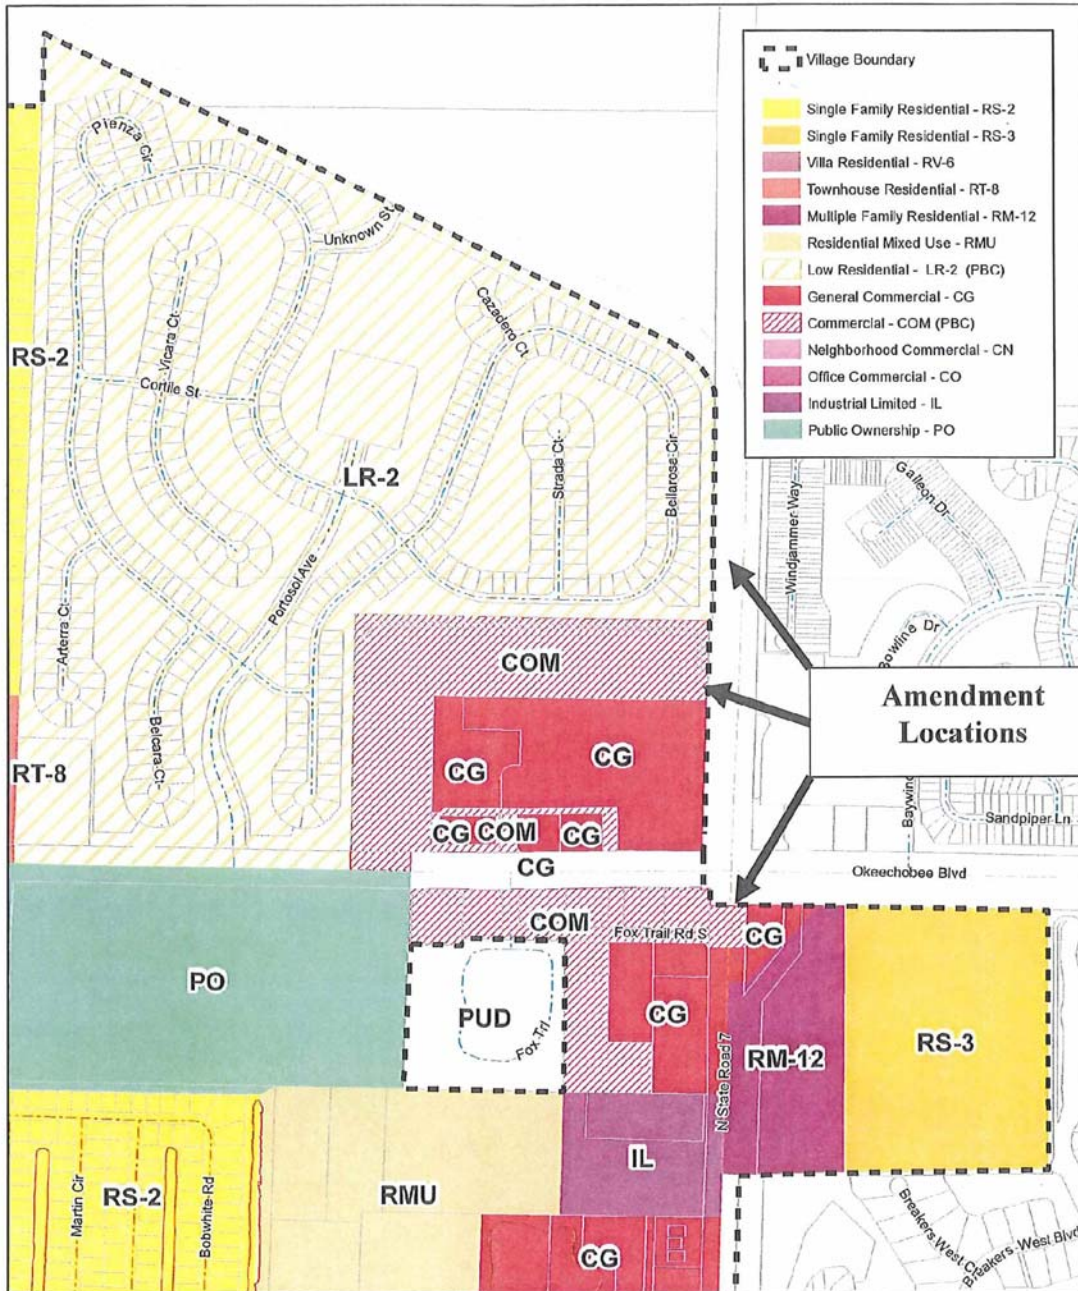 Village Boundary
Single Family Residential - RS-2
Single Family Residential - RS-3
Villa Residential - RV-6
Townhouse Residential - RT-8
Multiple Family Residential - RM-12
Residential Mixed Use - RMU
Low Residential - LR-2 (PBC)
General Commercial - CG
Commercial - COM (PBC)
Neighborhood Commercial - CN
Office Commercial - CO
Industrial Limited - IL
Public Ownership - PO
Pienza Cir
Unknown St
Cazadero Ct
Vicara Ct
RS-2
Cortile St
LR-2
Strada Ct
Bellarosa Cir
Windjammer Way
Galleon Dr
Portosol Ave
Arterra Ct
Bowline Dr
COM
Amendment
Locations
Belcara Ct
CG
CG
RT-8
CG
COM
CG
Sandpiper Ln
CG
Okeechobee Blvd
COM
Fox Trail Rd S
CG
PO
PUD
Fox Trl
CG
N State Road 7
RM-12
RS-3
IL
RS-2
Martin Cir
Bobwhite Rd
RMU
CG
Breakers West Ct
Breakers West Blvd